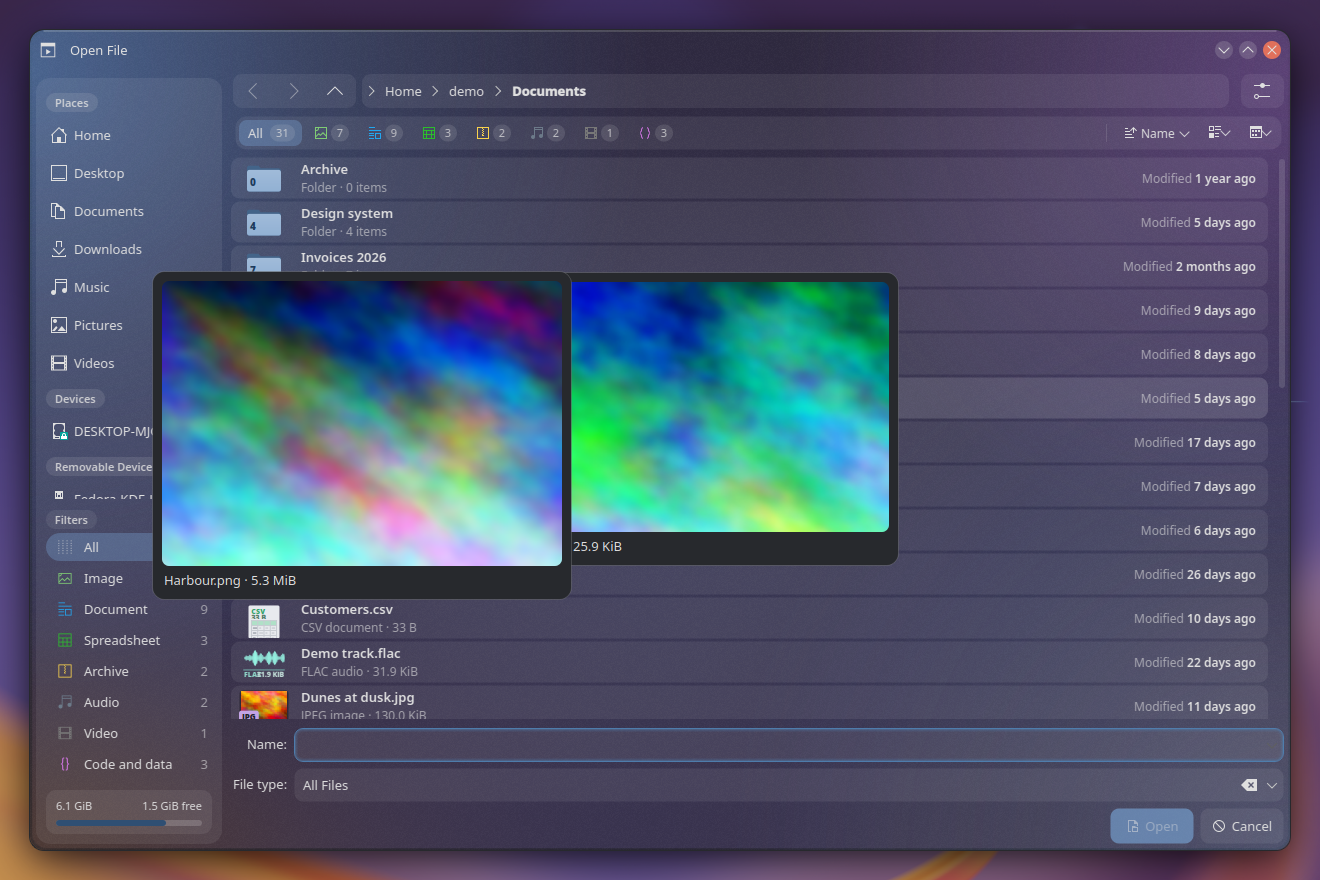 Open File
Places
Home
Desktop
Documents
Downloads
Music
Pictures
Videos
Devices
Removable Device
Filters
All
Image
Document 9
Spreadsheet 3
Archive 2
Audio 2
Video 1
Code and data 3
6.1 GiB 1.5 GiB free
Home demo Documents
All 31 7 9 3 2 2 1 3
Name
0
Archive
Folder · 0 items
Modified 1 year ago
4
Design system
Folder · 4 items
Modified 5 days ago
7
Invoices 2026
Modified 2 months ago
Modified 9 days ago
Modified 8 days ago
Modified 5 days ago
Modified 17 days ago
Modified 7 days ago
Modified 6 days ago
Modified 26 days ago
Harbour.png · 5.3 MiB
25.9 KiB
CSV
33 B
Customers.csv
CSV document · 33 B
Modified 10 days ago
Demo track.flac
FLAC audio · 31.9 KiB
Modified 22 days ago
JPG
Dunes at dusk.jpg
JPEG image · 130.0 KiB
Modified 11 days ago
Name:
File type: All Files
Open Cancel